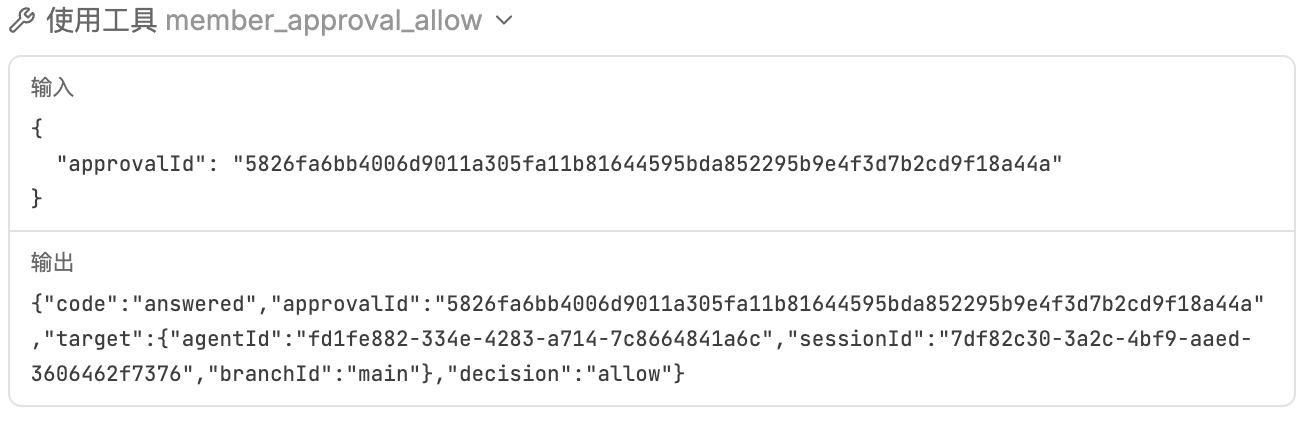 使用工具 member_approval_allow
输入
{
  "approvalId": "5826fa6bb4006d9011a305fa11b81644595bda852295b9e4f3d7b2cd9f18a44a"
}
输出
{"code":"answered","approvalId":"5826fa6bb4006d9011a305fa11b81644595bda852295b9e4f3d7b2cd9f18a44a"
,"target":{"agentId":"fd1fe882-334e-4283-a714-7c8664841a6c","sessionId":"7df82c30-3a2c-4bf9-aaed-
3606462f7376","branchId":"main"},"decision":"allow"}